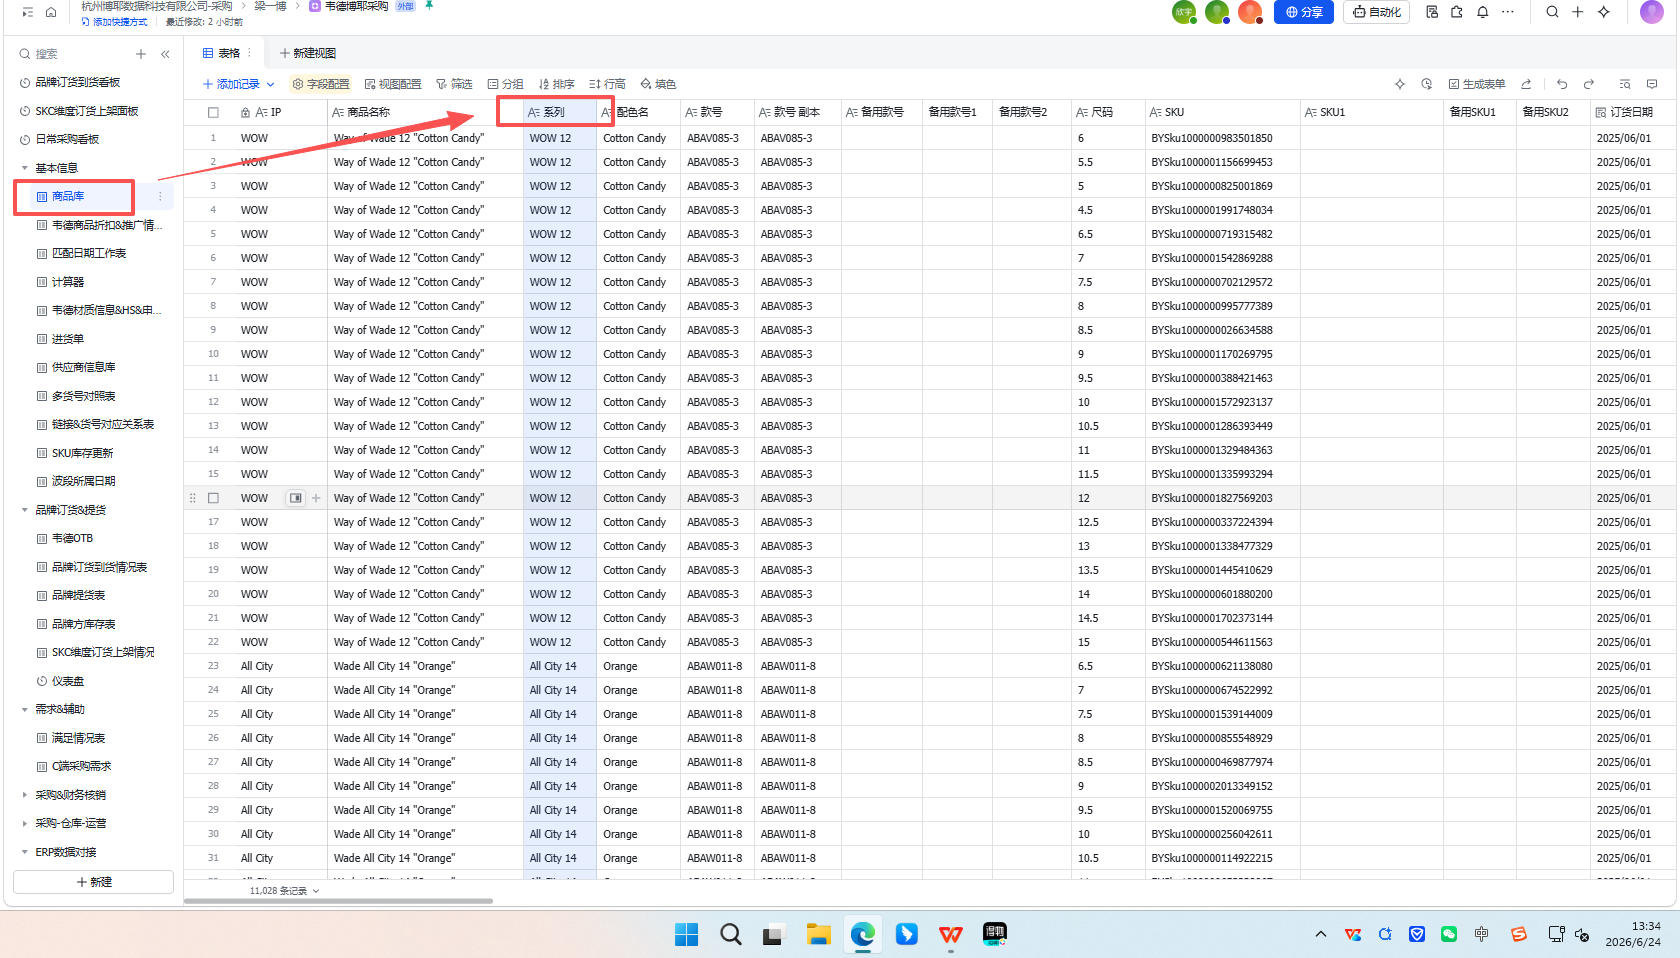 杭州博耶数据科技有限公司-采购 > 梁一博 > 韦德博耶采购 外部
添加快捷方式 最近修改: 2 小时前
欣宇 分享 自动化
搜索
品牌订货到货看板
SKC维度订货上架面板
日常采购看板
基本信息
商品库
韦德商品折扣&推广情...
匹配日期工作表
计算器
韦德材质信息&HS&申...
进货单
供应商信息库
多货号对照表
链接&货号对应关系表
SKU库存更新
波段所属日期
品牌订货&提货
韦德OTB
品牌订货到货情况表
品牌提货表
品牌方库存表
SKC维度订货上架情况
仪表盘
需求&辅助
满足情况表
C端采购需求
采购&财务核销
采购-仓库-运营
ERP数据对接
新建
表格 新建视图
添加记录 字段配置 视图配置 筛选 分组 排序 行高 填色 生成表单
IP 商品名称 系列 配色名 款号 款号 副本 备用款号 备用款号1 备用款号2 尺码 SKU SKU1 备用SKU1 备用SKU2 订货日期
1 WOW Way of Wade 12 "Cotton Candy" WOW 12 Cotton Candy ABAV085-3 ABAV085-3 6 BYSku1000000983501850 2025/06/01
2 WOW Way of Wade 12 "Cotton Candy" WOW 12 Cotton Candy ABAV085-3 ABAV085-3 5.5 BYSku1000001156699453 2025/06/01
3 WOW Way of Wade 12 "Cotton Candy" WOW 12 Cotton Candy ABAV085-3 ABAV085-3 5 BYSku1000000825001869 2025/06/01
4 WOW Way of Wade 12 "Cotton Candy" WOW 12 Cotton Candy ABAV085-3 ABAV085-3 4.5 BYSku1000001991748034 2025/06/01
5 WOW Way of Wade 12 "Cotton Candy" WOW 12 Cotton Candy ABAV085-3 ABAV085-3 6.5 BYSku1000000719315482 2025/06/01
6 WOW Way of Wade 12 "Cotton Candy" WOW 12 Cotton Candy ABAV085-3 ABAV085-3 7 BYSku1000001542869288 2025/06/01
7 WOW Way of Wade 12 "Cotton Candy" WOW 12 Cotton Candy ABAV085-3 ABAV085-3 7.5 BYSku1000000702129572 2025/06/01
8 WOW Way of Wade 12 "Cotton Candy" WOW 12 Cotton Candy ABAV085-3 ABAV085-3 8 BYSku1000000995777389 2025/06/01
9 WOW Way of Wade 12 "Cotton Candy" WOW 12 Cotton Candy ABAV085-3 ABAV085-3 8.5 BYSku1000000026634588 2025/06/01
10 WOW Way of Wade 12 "Cotton Candy" WOW 12 Cotton Candy ABAV085-3 ABAV085-3 9 BYSku1000001170269795 2025/06/01
11 WOW Way of Wade 12 "Cotton Candy" WOW 12 Cotton Candy ABAV085-3 ABAV085-3 9.5 BYSku1000000388421463 2025/06/01
12 WOW Way of Wade 12 "Cotton Candy" WOW 12 Cotton Candy ABAV085-3 ABAV085-3 10 BYSku1000001572923137 2025/06/01
13 WOW Way of Wade 12 "Cotton Candy" WOW 12 Cotton Candy ABAV085-3 ABAV085-3 10.5 BYSku1000001286393449 2025/06/01
14 WOW Way of Wade 12 "Cotton Candy" WOW 12 Cotton Candy ABAV085-3 ABAV085-3 11 BYSku1000001329484363 2025/06/01
15 WOW Way of Wade 12 "Cotton Candy" WOW 12 Cotton Candy ABAV085-3 ABAV085-3 11.5 BYSku1000001335993294 2025/06/01
WOW Way of Wade 12 "Cotton Candy" WOW 12 Cotton Candy ABAV085-3 ABAV085-3 12 BYSku1000001827569203 2025/06/01
17 WOW Way of Wade 12 "Cotton Candy" WOW 12 Cotton Candy ABAV085-3 ABAV085-3 12.5 BYSku1000000337224394 2025/06/01
18 WOW Way of Wade 12 "Cotton Candy" WOW 12 Cotton Candy ABAV085-3 ABAV085-3 13 BYSku1000001338477329 2025/06/01
19 WOW Way of Wade 12 "Cotton Candy" WOW 12 Cotton Candy ABAV085-3 ABAV085-3 13.5 BYSku1000001445410629 2025/06/01
20 WOW Way of Wade 12 "Cotton Candy" WOW 12 Cotton Candy ABAV085-3 ABAV085-3 14 BYSku1000000601880200 2025/06/01
21 WOW Way of Wade 12 "Cotton Candy" WOW 12 Cotton Candy ABAV085-3 ABAV085-3 14.5 BYSku1000001702373144 2025/06/01
22 WOW Way of Wade 12 "Cotton Candy" WOW 12 Cotton Candy ABAV085-3 ABAV085-3 15 BYSku1000000544611563 2025/06/01
23 All City Wade All City 14 "Orange" All City 14 Orange ABAW011-8 ABAW011-8 6.5 BYSku1000000621138080 2025/06/01
24 All City Wade All City 14 "Orange" All City 14 Orange ABAW011-8 ABAW011-8 7 BYSku1000000674522992 2025/06/01
25 All City Wade All City 14 "Orange" All City 14 Orange ABAW011-8 ABAW011-8 7.5 BYSku1000001539144009 2025/06/01
26 All City Wade All City 14 "Orange" All City 14 Orange ABAW011-8 ABAW011-8 8 BYSku1000000855548929 2025/06/01
27 All City Wade All City 14 "Orange" All City 14 Orange ABAW011-8 ABAW011-8 8.5 BYSku1000000469877974 2025/06/01
28 All City Wade All City 14 "Orange" All City 14 Orange ABAW011-8 ABAW011-8 9 BYSku1000002013349152 2025/06/01
29 All City Wade All City 14 "Orange" All City 14 Orange ABAW011-8 ABAW011-8 9.5 BYSku1000001520069755 2025/06/01
30 All City Wade All City 14 "Orange" All City 14 Orange ABAW011-8 ABAW011-8 10 BYSku1000000256042611 2025/06/01
31 All City Wade All City 14 "Orange" All City 14 Orange ABAW011-8 ABAW011-8 10.5 BYSku1000000114922215 2025/06/01
11,028 条记录
中
13:34
2026/6/24